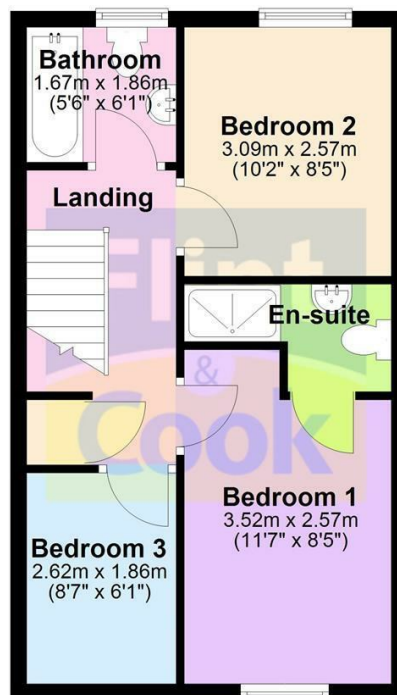 Bathroom
1.67m x 1.86m
(5'6" x 6'1")
Bedroom 2
3.09m x 2.57m
(10'2" x 8'5")
Landing
Flint
&
Cook
En-suite
Bedroom 1
3.52m x 2.57m
(11'7" x 8'5")
Bedroom 3
2.62m x 1.86m
(8'7" x 6'1")